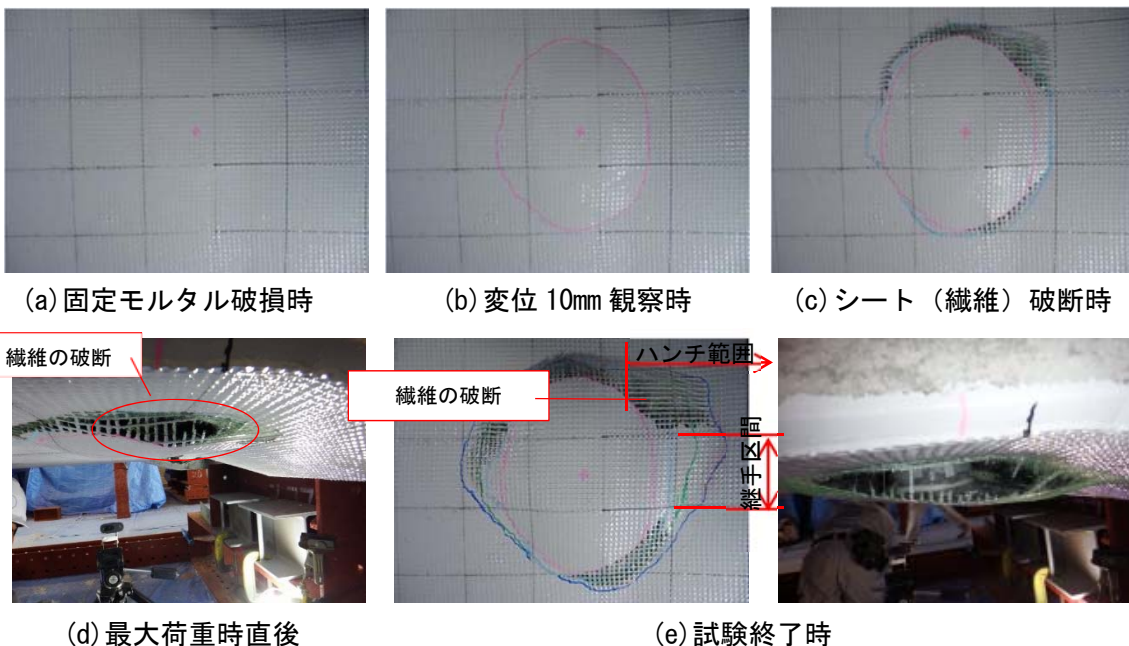 (a)固定モルタル破損時
(b)変位 10mm 観察時
(c)シート（繊維）破断時
繊維の破断
繊維の破断
ハンチ範囲
継手区間
(d)最大荷重時直後
(e)試験終了時